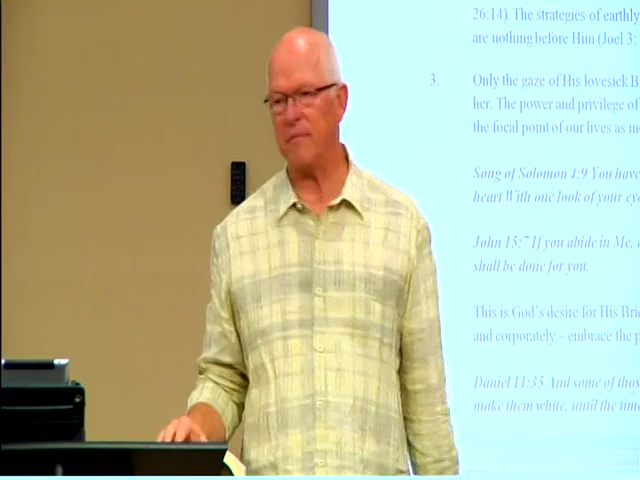 26:14). The strategies of earthly
are nothing before Him (Joel 3;
3. Only the gaze of His lovesick B
her. The power and privilege of
the focal point of our lives as m
Song of Solomon 4:9 You have
heart With one look of your eye
John 15:7 If you abide in Me,
shall be done for you.
This is God's desire for His Bri
and corporately – embrace the p
Daniel 11:35 And some of thos
make them white, until the time